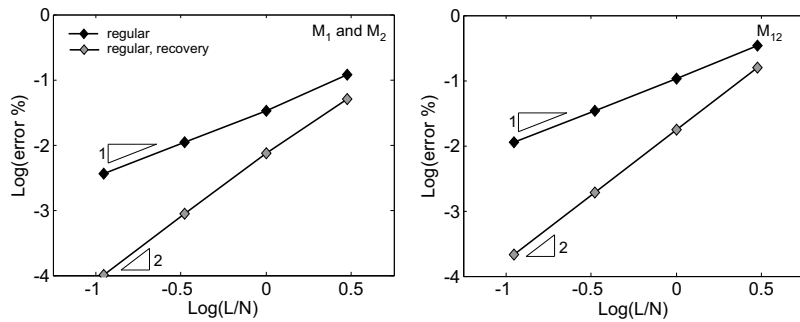 0
-1
-2
-3
-4
Log(error %)
regular
regular, recovery
M1 and M2
1
2
-1
-0.5
0
0.5
Log(L/N)
0
-1
-2
-3
-4
Log(error %)
M12
1
2
-1
-0.5
0
0.5
Log(L/N)